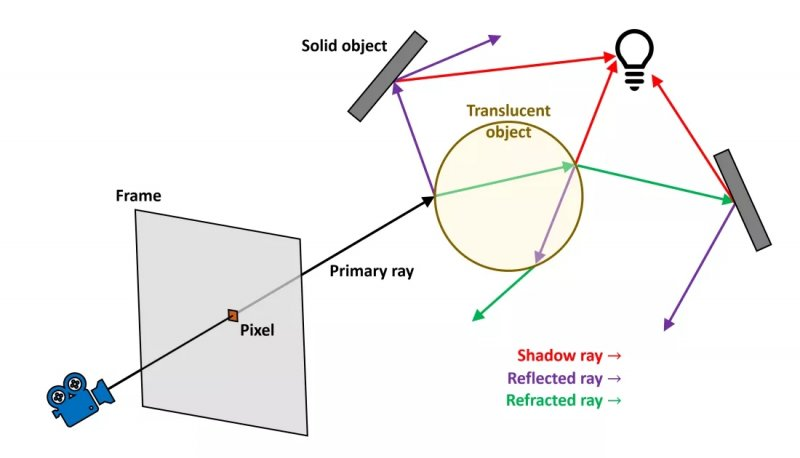 Solid object
Translucent
object
Frame
Primary ray
Pixel
Shadow ray →
Reflected ray →
Refracted ray →